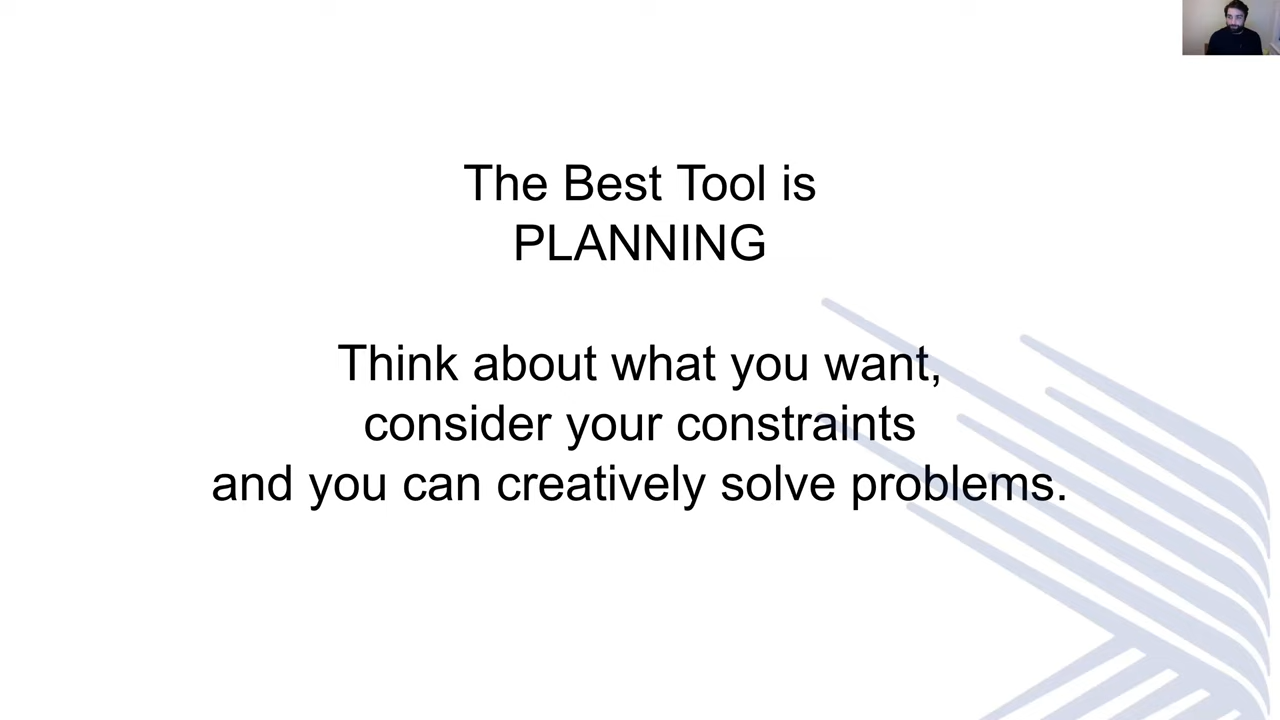 The Best Tool is
PLANNING
Think about what you want,
consider your constraints
and you can creatively solve problems.